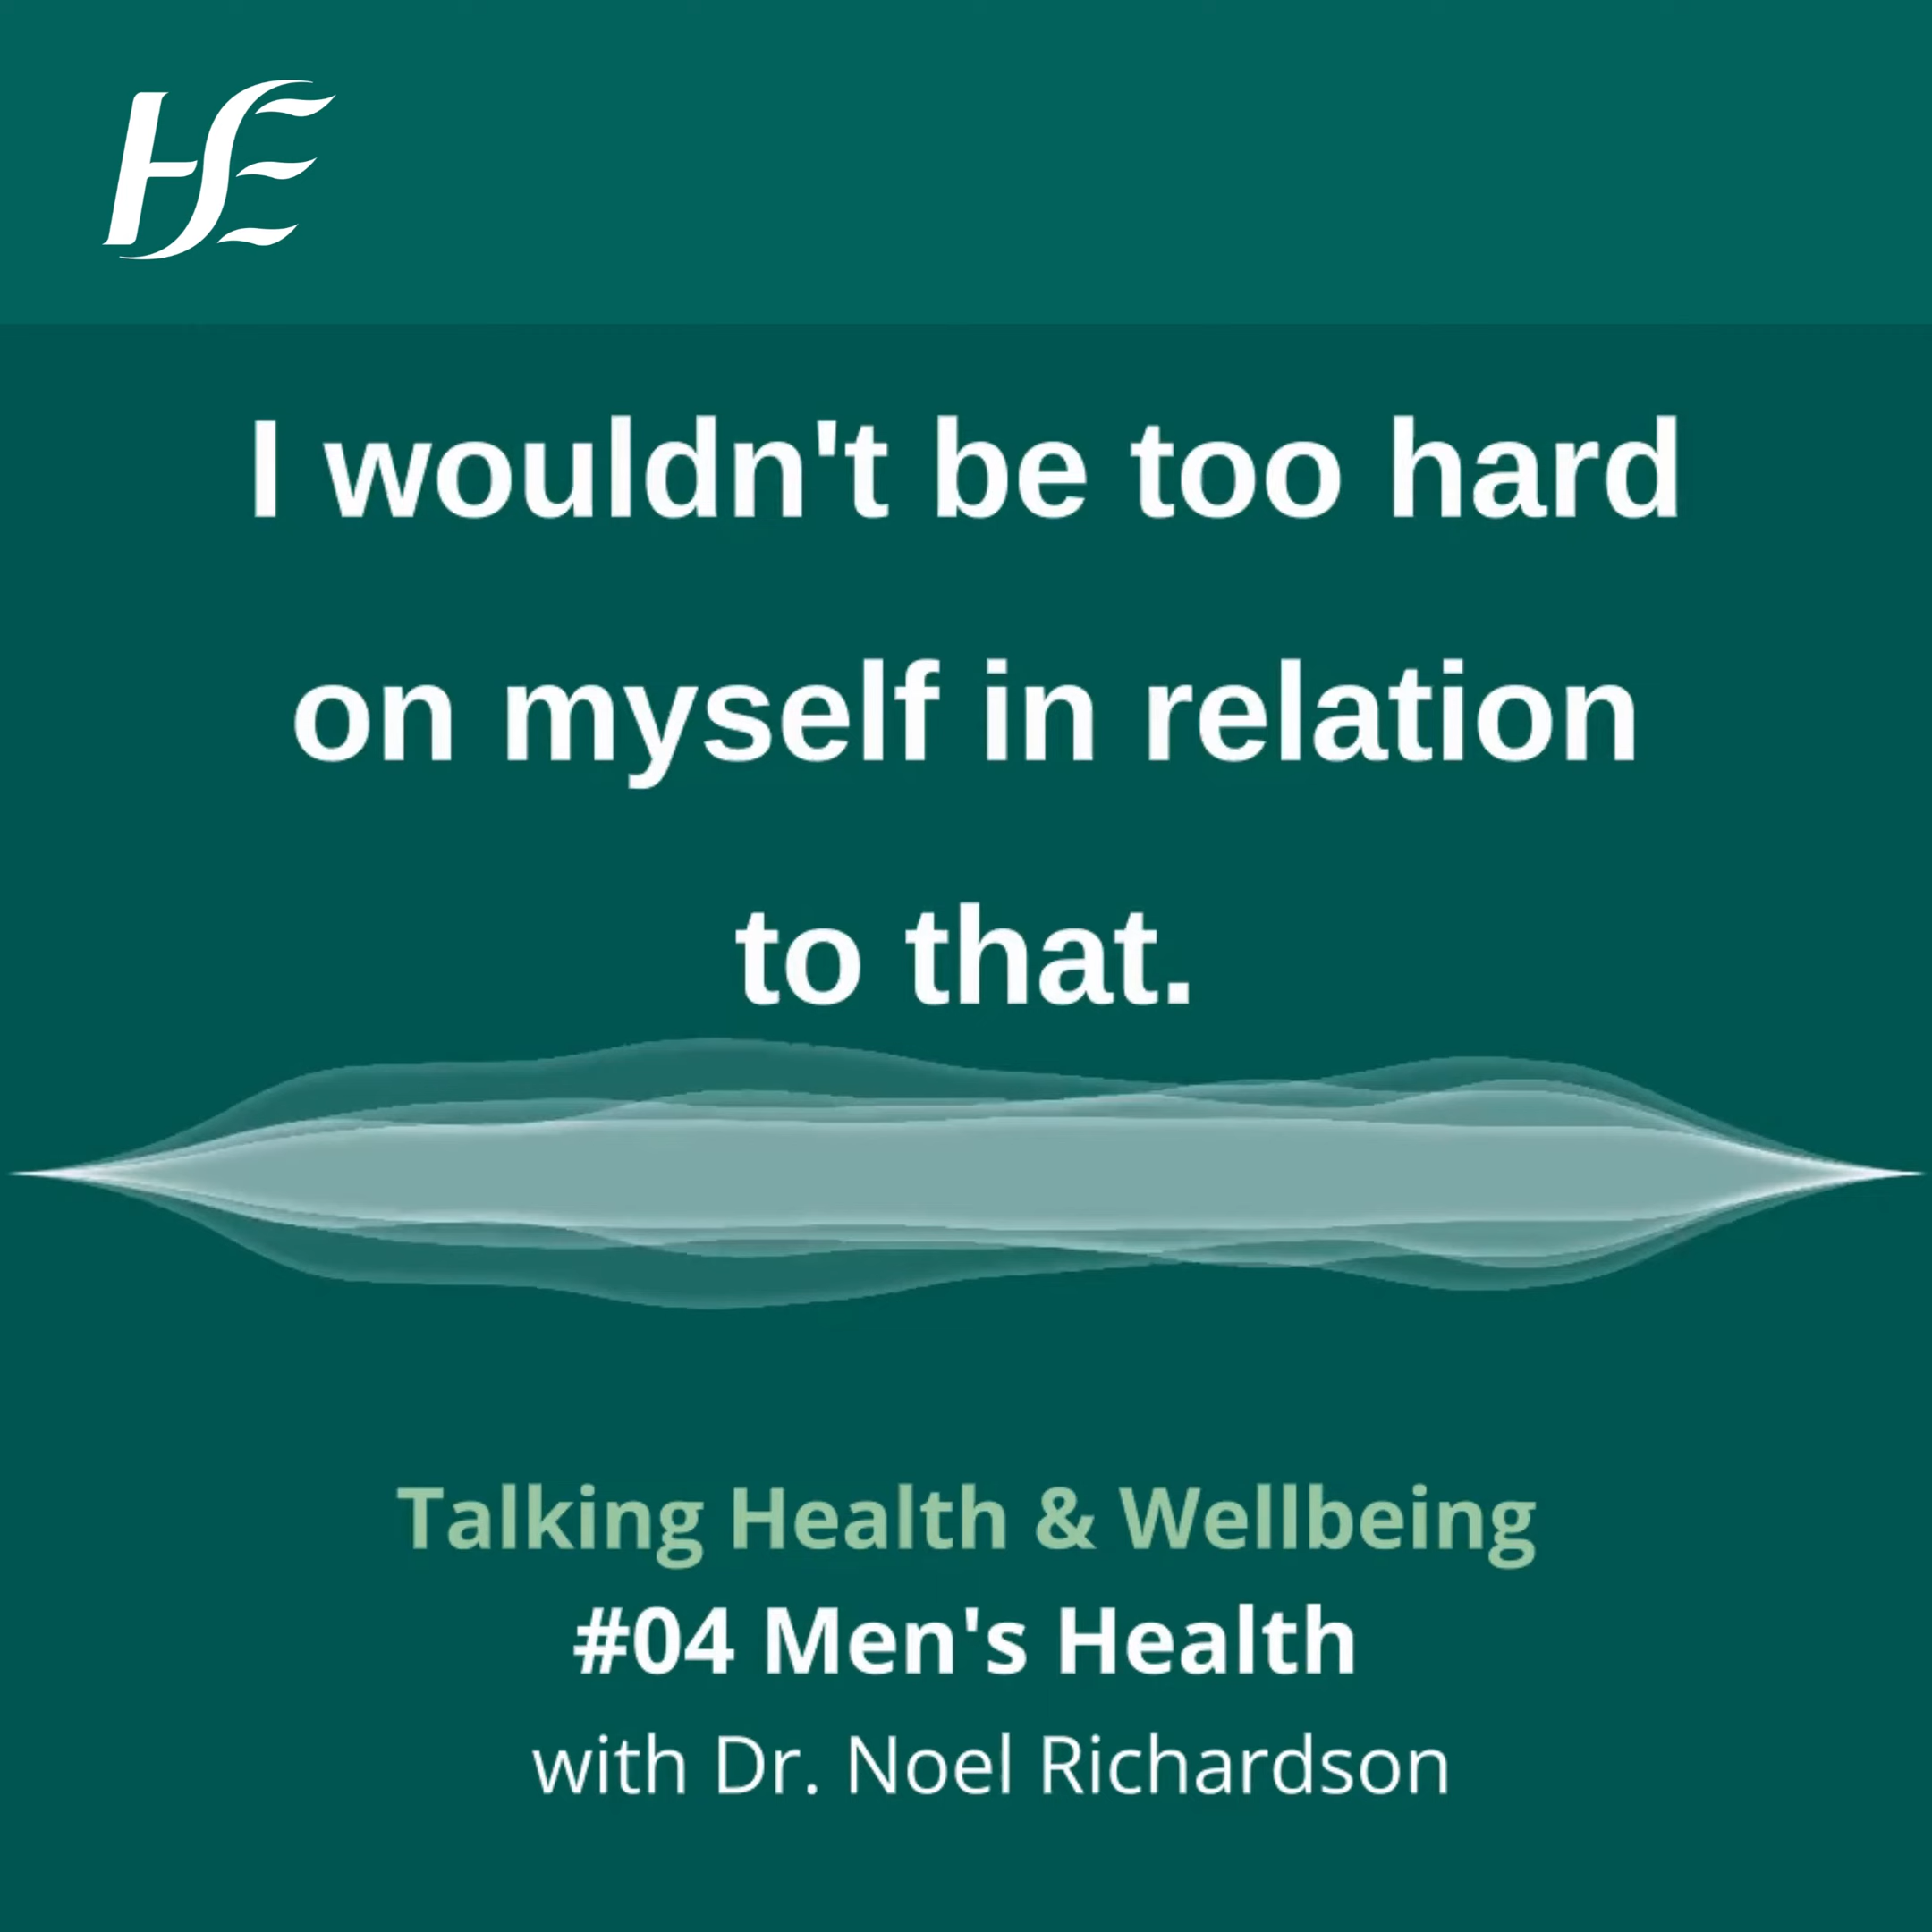 HSE
I wouldn't be too hard
on myself in relation
to that.
Talking Health & Wellbeing
#04 Men's Health
with Dr. Noel Richardson